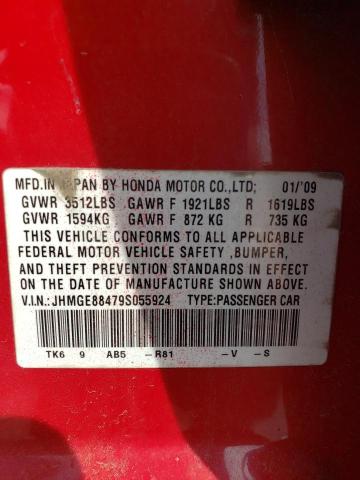 MFD.IN JAPAN BY HONDA MOTOR CO.,LTD; 01/'09
GVWR 3512LBS GAWR F 1921LBS R 1619LBS
GVWR 1594KG GAWR F 872 KG R 735 KG
THIS VEHICLE CONFORMS TO ALL APPLICABLE
FEDERAL MOTOR VEHICLE SAFETY ,BUMPER,
AND THEFT PREVENTION STANDARDS IN EFFECT
ON THE DATE OF MANUFACTURE SHOWN ABOVE.
V.I.N.: JHMGE88479S055924 TYPE:PASSENGER CAR
TK6 9 AB5 -R81 -V -S